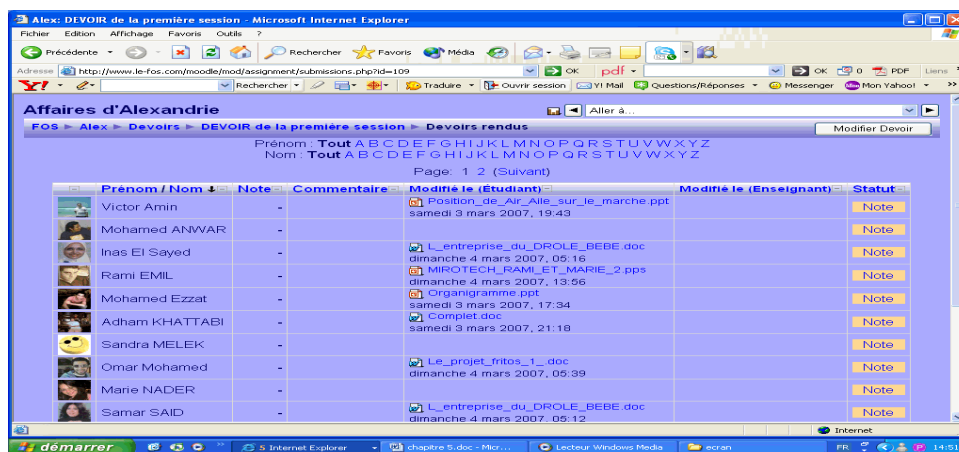 Alex: DEVOIR de la première session - Microsoft Internet Explorer
Fichier Edition Affichage Favoris Outils ?
Précédente Rechercher Favoris Média
Adresse http://www.le-fos.com/moodle/mod/assignment/submissions.php?id=109 OK pdf OK 0 PDF Liens
Y! Rechercher Traduire Ouvrir session Y! Mail Questions/Réponses Messenger Mon Yahoo! »
Affaires d'Alexandrie Aller à...
FOS ► Alex ► Devoirs ► DEVOIR de la première session ► Devoirs rendus Modifier Devoir
Prénom : Tout A B C D E F G H I J K L M N O P Q R S T U V W X Y Z
Nom : Tout A B C D E F G H I J K L M N O P Q R S T U V W X Y Z
Page: 1 2 (Suivant)
Prénom / Nom Note Commentaire Modifié le (Étudiant) Modifié le (Enseignant) Statut
Victor Amin - Position_de_Air_Aile_sur_le_marche.ppt Note
samedi 3 mars 2007, 19:43
Mohamed ANWAR - Note
Inas El Sayed - L_entreprise_du_DROLE_BEBE.doc Note
dimanche 4 mars 2007, 05:16
Rami EMIL - MIROTECH_RAMI_ET_MARIE_2.pps Note
dimanche 4 mars 2007, 13:56
Mohamed Ezzat - Organigramme.ppt Note
samedi 3 mars 2007, 17:34
Adham KHATTABI - Complet.doc Note
samedi 3 mars 2007, 21:18
Sandra MELEK - Note
Omar Mohamed - Le_projet_fritos_1_.doc Note
dimanche 4 mars 2007, 05:39
Marie NADER - Note
Samar SAID - L_entreprise_du_DROLE_BEBE.doc Note
dimanche 4 mars 2007, 05:12
Internet
démarrer » 5 Internet Explorer chapitre 5.doc - Micr... Lecteur Windows Media ecran FR 14:51